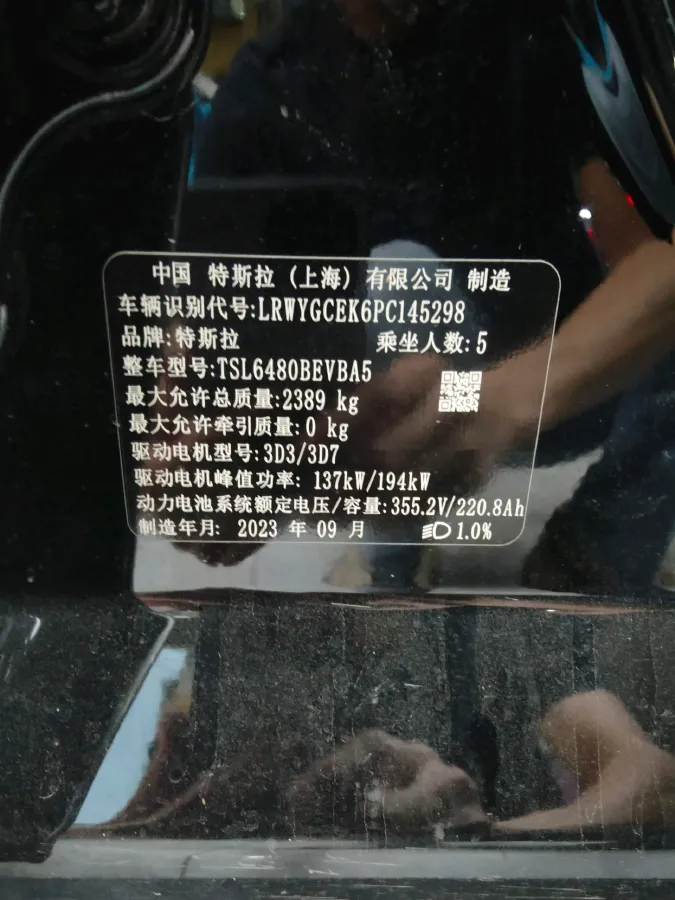 中国 特斯拉（上海）有限公司 制造
车辆识别代号:LRWYGCEK6PC145298
品牌:特斯拉 乘坐人数:5
整车型号:TSL6480BEVBA5
最大允许总质量:2389 kg
最大允许牵引质量:0 kg
驱动电机型号:3D3/3D7
驱动电机峰值功率: 137kW/194kW
动力电池系统额定电压/容量:355.2V/220.8Ah
制造年月: 2023 年 09 月 1.0%